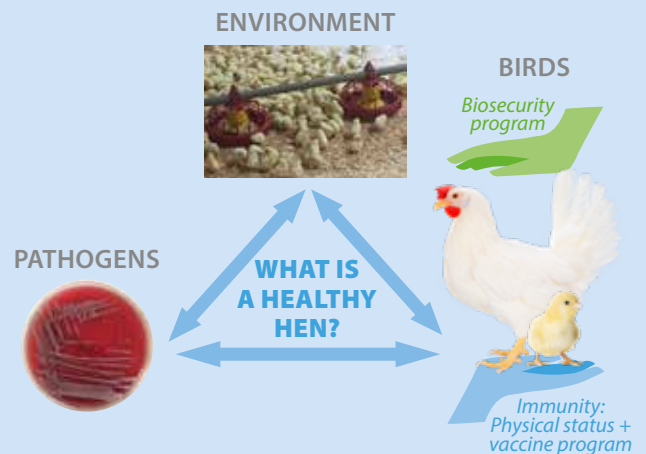 ENVIRONMENT
BIRDS
Biosecurity
program
PATHOGENS
WHAT IS
A HEALTHY
HEN?
Immunity:
Physical status +
vaccine program